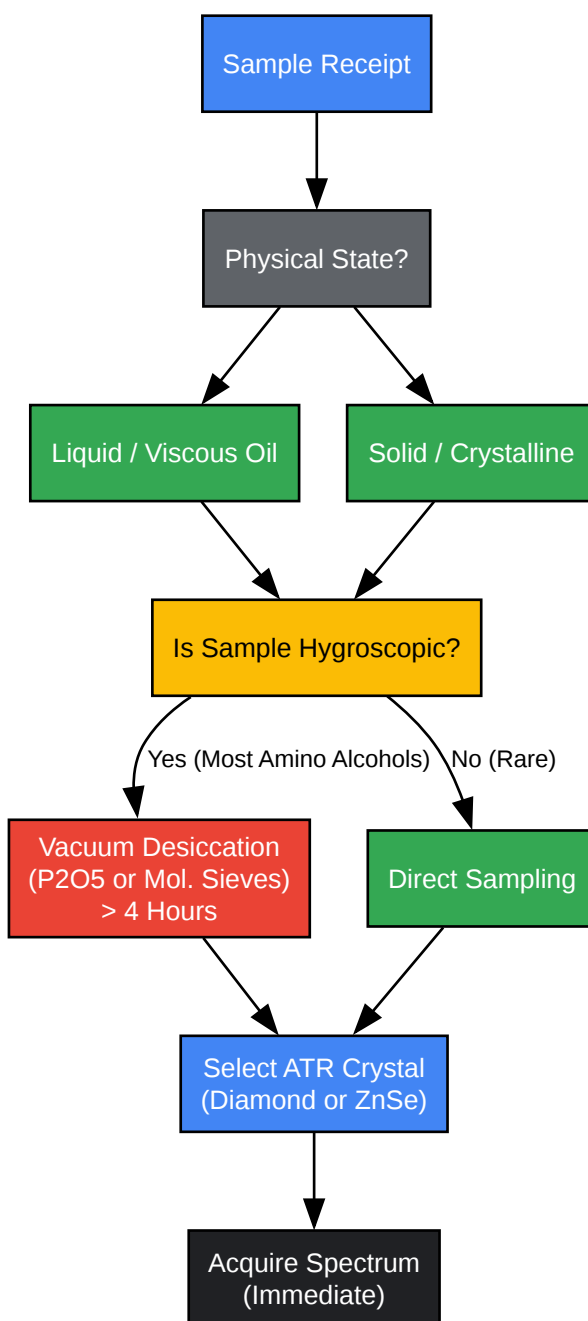 Sample Receipt
Physical State?
Liquid / Viscous Oil
Solid / Crystalline
Is Sample Hygroscopic?
Yes (Most Amino Alcohols)
No (Rare)
Vacuum Desiccation
(P2O5 or Mol. Sieves)
> 4 Hours
Direct Sampling
Select ATR Crystal
(Diamond or ZnSe)
Acquire Spectrum
(Immediate)